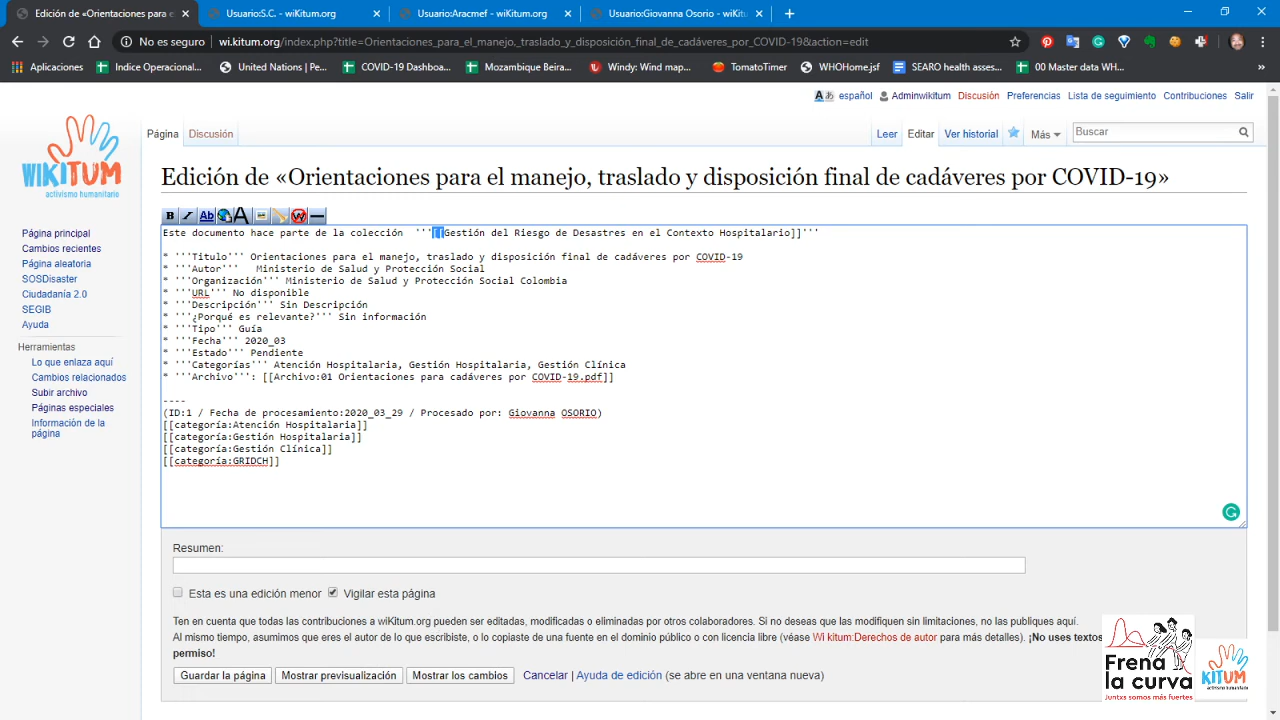 Edición de «Orientaciones para e
Usuario:S.C. - wiKitum.org
Usuario:Aracmef - wiKitum.org
Usuario:Giovanna Osorio - wiKitu
No es seguro
wi.kitum.org/index.php?title=Orientaciones_para_el_manejo,_traslado_y_disposición_final_de_cadáveres_por_COVID-19&action=edit
Aplicaciones
Indice Operacional...
United Nations | Pe...
COVID-19 Dashboa...
Mozambique Beira...
Windy: Wind map...
TomatoTimer
WHOHome.jsf
SEARO health asses...
00 Master data WH...
»
español
Adminwikitum
Discusión
Preferencias
Lista de seguimiento
Contribuciones
Salir
WIKITUM
activismo humanitario
Página
Discusión
Leer
Editar
Ver historial
Más
Buscar
Edición de «Orientaciones para el manejo, traslado y disposición final de cadáveres por COVID-19»
Página principal
Cambios recientes
Página aleatoria
SOSDisaster
Ciudadanía 2.0
SEGIB
Ayuda
Herramientas
Lo que enlaza aquí
Cambios relacionados
Subir archivo
Páginas especiales
Información de la
página
B I Ab A W
Este documento hace parte de la colección  '''[[Gestión del Riesgo de Desastres en el Contexto Hospitalario]]'''
* '''Titulo''' Orientaciones para el manejo, traslado y disposición final de cadáveres por COVID-19
* '''Autor'''   Ministerio de Salud y Protección Social
* '''Organización''' Ministerio de Salud y Protección Social Colombia
* '''URL''' No disponible
* '''Descripción''' Sin Descripción
* '''¿Porqué es relevante?''' Sin información
* '''Tipo''' Guía
* '''Fecha''' 2020_03
* '''Estado''' Pendiente
* '''Categorías''' Atención Hospitalaria, Gestión Hospitalaria, Gestión Clínica
* '''Archivo''': [[Archivo:01 Orientaciones para cadáveres por COVID-19.pdf]]
----
(ID:1 / Fecha de procesamiento:2020_03_29 / Procesado por: Giovanna OSORIO)
[[categoría:Atención Hospitalaria]]
[[categoría:Gestión Hospitalaria]]
[[categoría:Gestión Clínica]]
[[categoría:GRIDCH]]
Resumen:
Esta es una edición menor
Vigilar esta página
Ten en cuenta que todas las contribuciones a wiKitum.org pueden ser editadas, modificadas o eliminadas por otros colaboradores. Si no deseas que las modifiquen sin limitaciones, no las publiques aquí.
Al mismo tiempo, asumimos que eres el autor de lo que escribiste, o lo copiaste de una fuente en el dominio público o con licencia libre (véase Wi kitum:Derechos de autor para más detalles). ¡No uses textos
permiso!
Guardar la página
Mostrar previsualización
Mostrar los cambios
Cancelar | Ayuda de edición (se abre en una ventana nueva)
Frena
la curva
Juntxs somos más fuertes
KITUM
activismo humanitario